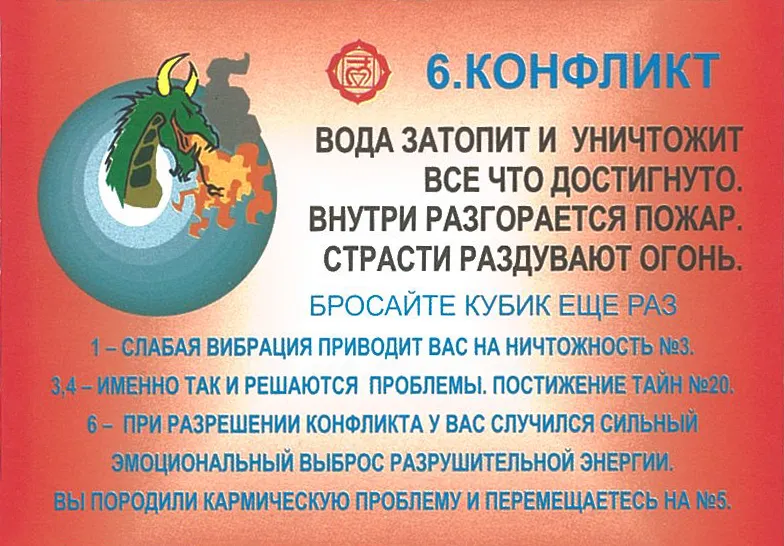 6.КОНФЛИКТ
ВОДА ЗАТОПИТ И УНИЧТОЖИТ
ВСЕ ЧТО ДОСТИГНУТО.
ВНУТРИ РАЗГОРАЕТСЯ ПОЖАР.
СТРАСТИ РАЗДУВАЮТ ОГОНЬ.
БРОСАЙТЕ КУБИК ЕЩЕ РАЗ
1 – СЛАБАЯ ВИБРАЦИЯ ПРИВОДИТ ВАС НА НИЧТОЖНОСТЬ №3.
3,4 – ИМЕННО ТАК И РЕШАЮТСЯ ПРОБЛЕМЫ. ПОСТИЖЕНИЕ ТАЙН №20.
6 – ПРИ РАЗРЕШЕНИИ КОНФЛИКТА У ВАС СЛУЧИЛСЯ СИЛЬНЫЙ
ЭМОЦИОНАЛЬНЫЙ ВЫБРОС РАЗРУШИТЕЛЬНОЙ ЭНЕРГИИ.
ВЫ ПОРОДИЛИ КАРМИЧЕСКУЮ ПРОБЛЕМУ И ПЕРЕМЕЩАЕТЕСЬ НА №5.